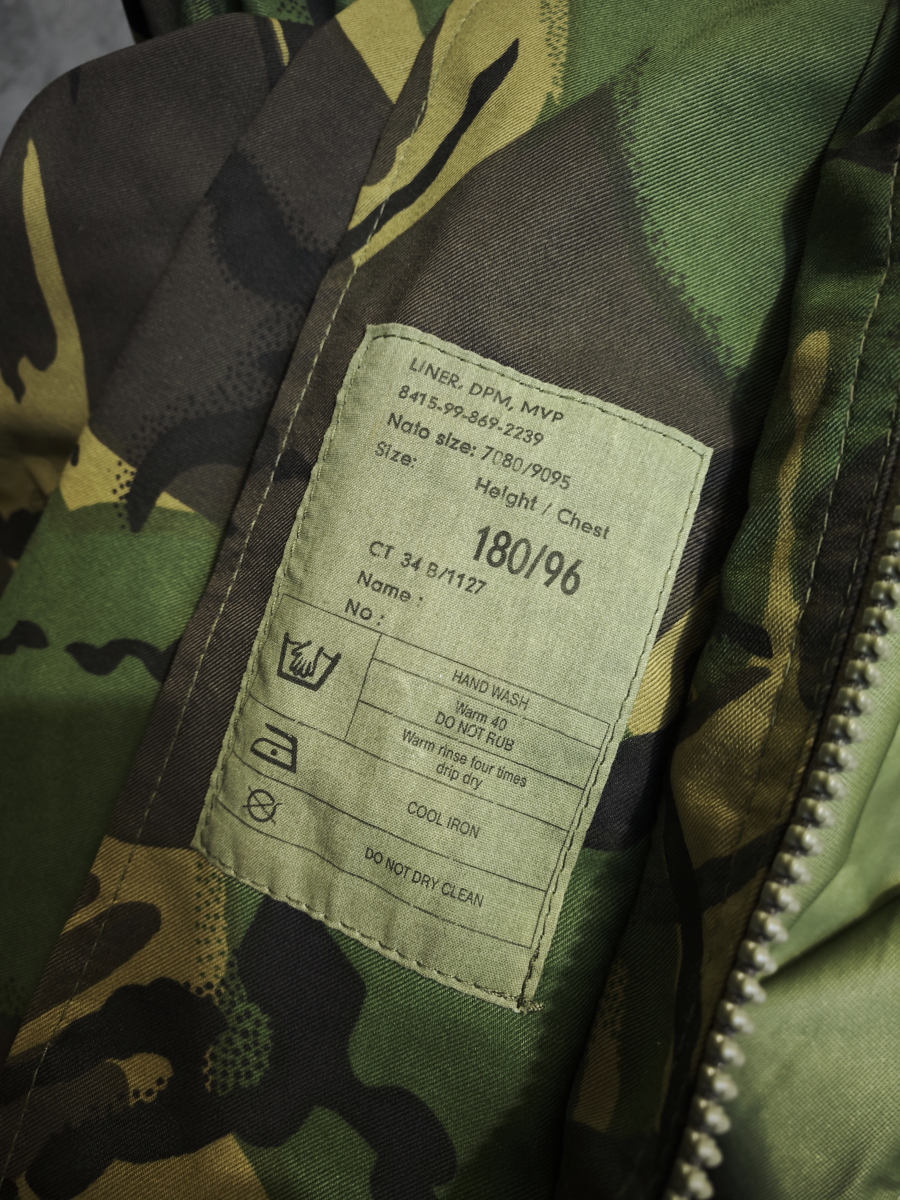 LINER, DPM, MVP
8415-99-869-2239
Nato size: 7080/9095
Size:
Height / Chest
180/96
CT 34 B/1127
Name :
No :
HAND WASH
Warm 40
DO NOT RUB
Warm rinse four times
drip dry
COOL IRON
DO NOT DRY CLEAN